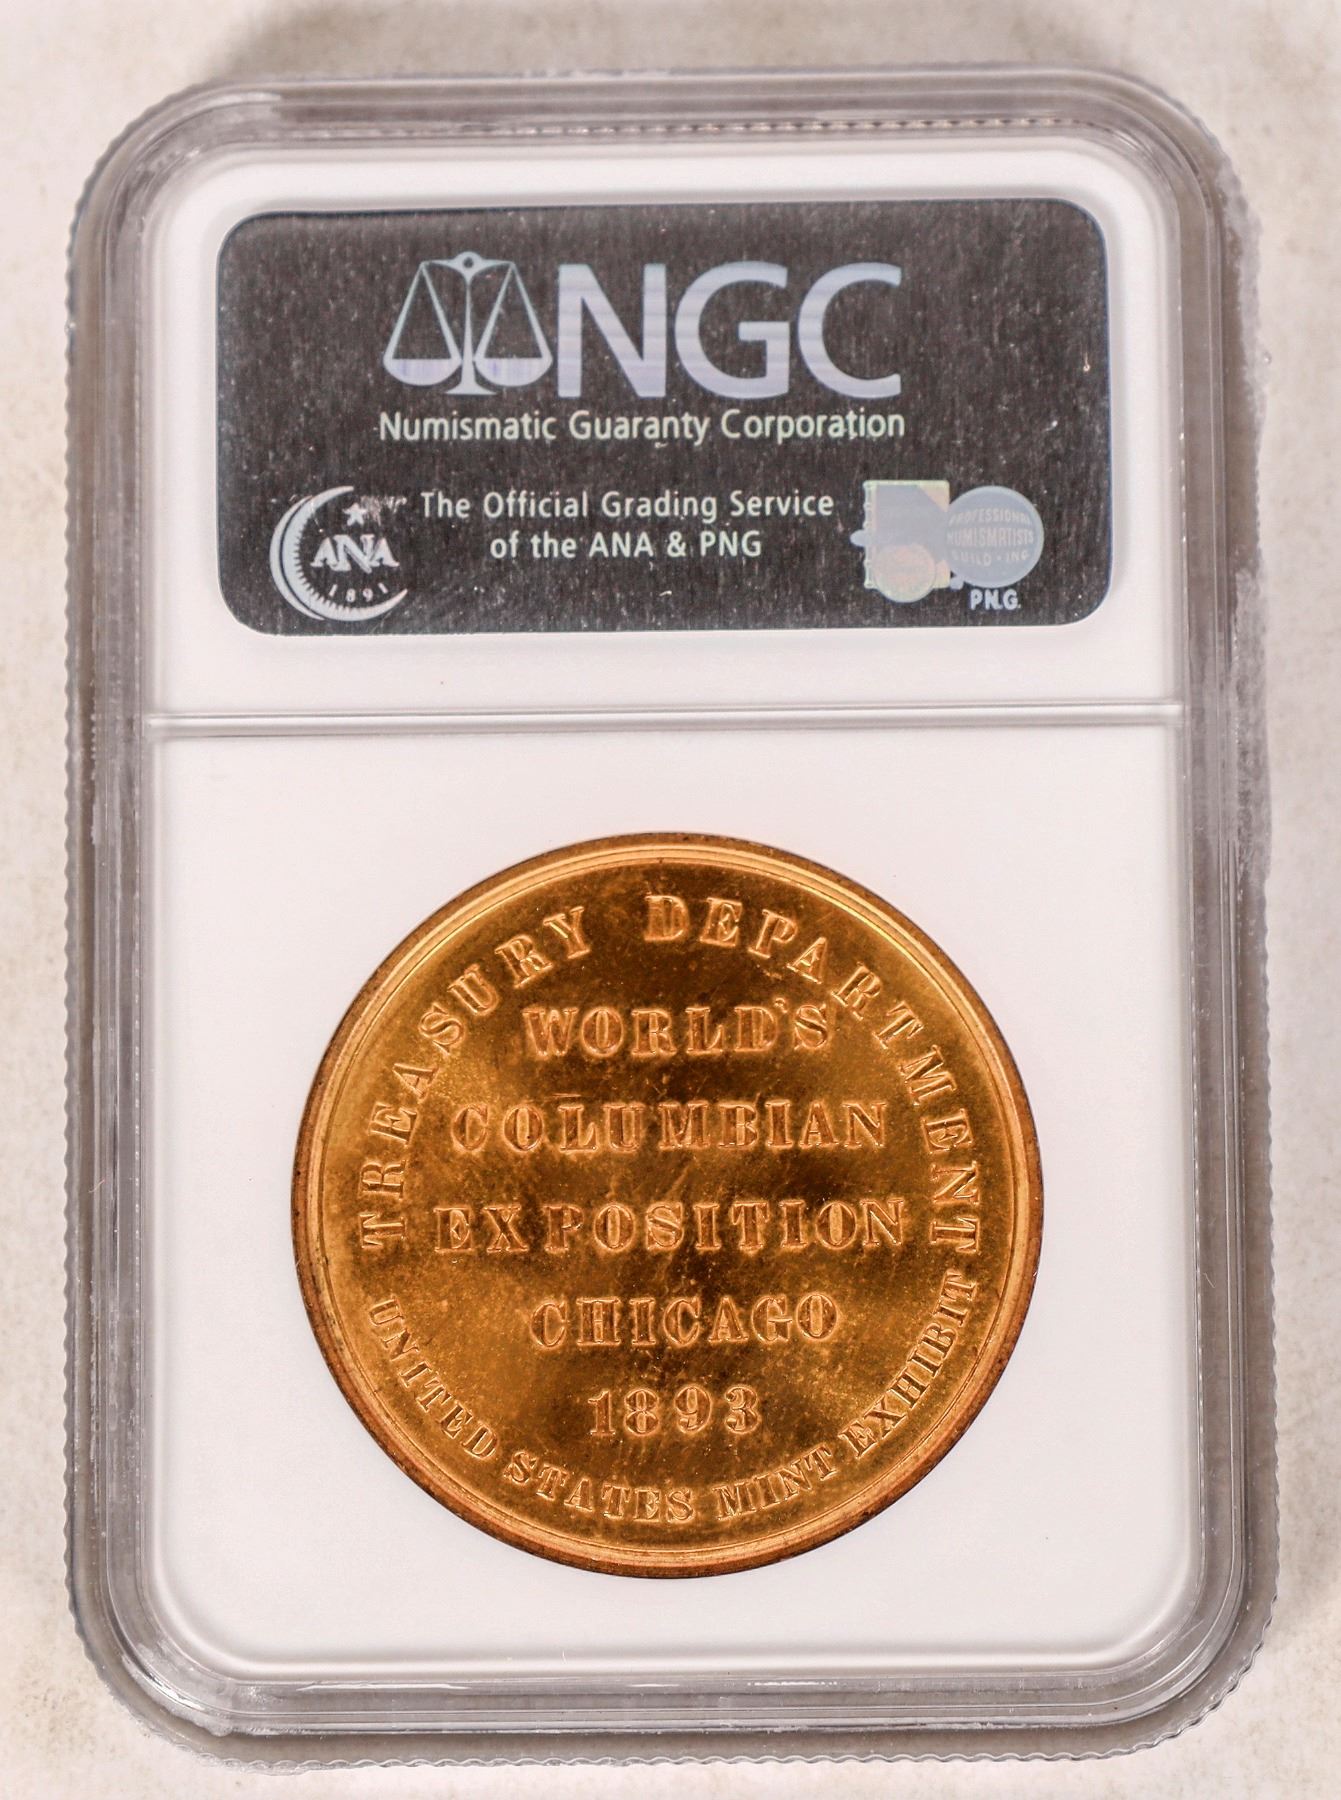 NGC
Numismatic Guaranty Corporation
The Official Grading Service
of the ANA & PNG
ANA
1891
PROFESSIONAL
NUMISMATISTS
GUILD • INC
P.N.G.
TREASURY DEPARTMENT
WORLD'S
COLUMBIAN
EXPOSITION
CHICAGO
1893
UNITED STATES MINT EXHIBIT